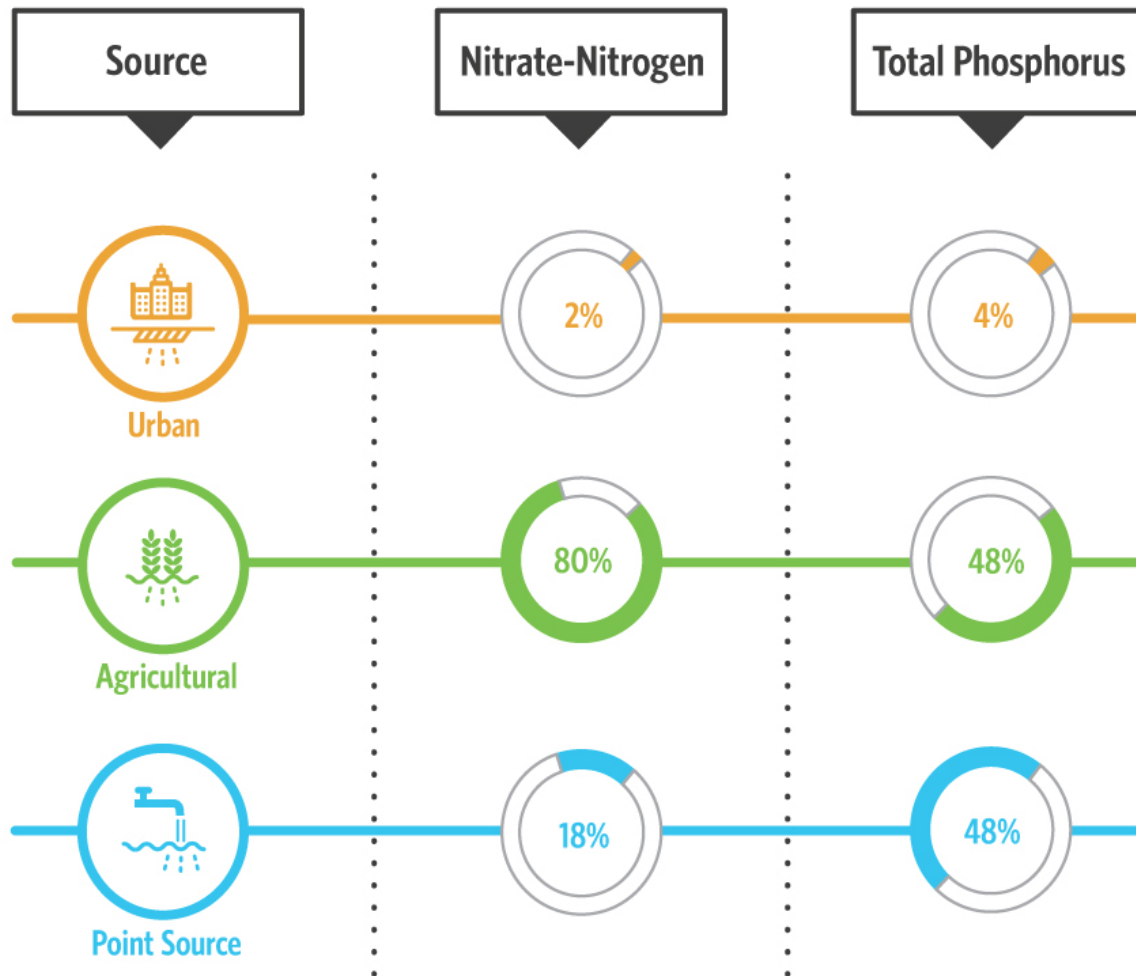 Source
Nitrate-Nitrogen
Total Phosphorus
2%
4%
Urban
80%
48%
Agricultural
18%
48%
Point Source